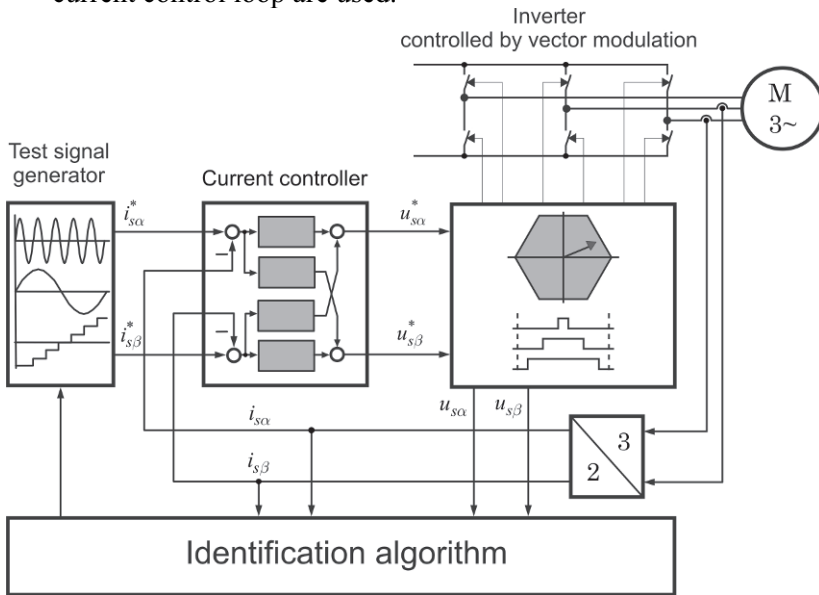 current control loop are used.
Inverter
controlled by vector modulation
M
3~
Test signal
generator
Current controller
i*sα
u*sα
−
−
i*sβ
u*sβ
usα
usβ
isα
isβ
3
2
Identification algorithm